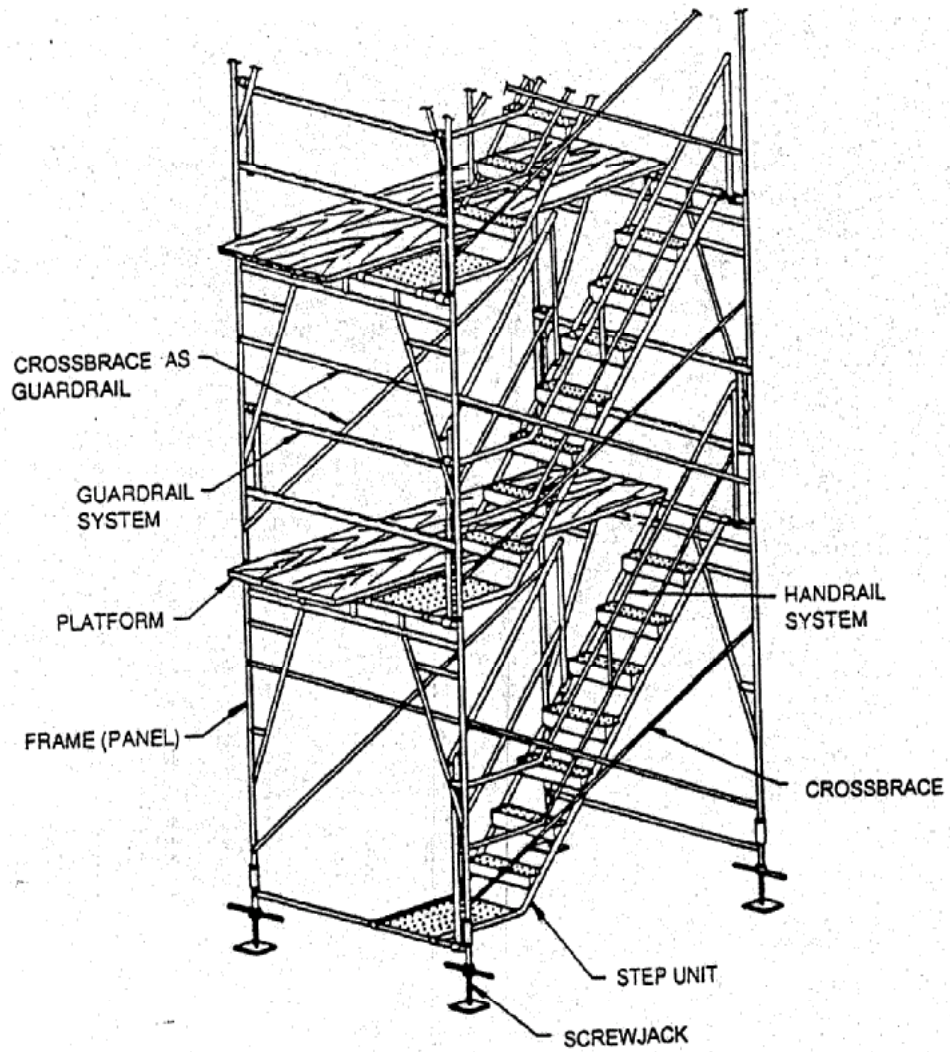 CROSSBRACE AS
GUARDRAIL
GUARDRAIL
SYSTEM
PLATFORM
HANDRAIL
SYSTEM
FRAME (PANEL)
CROSSBRACE
STEP UNIT
SCREWJACK